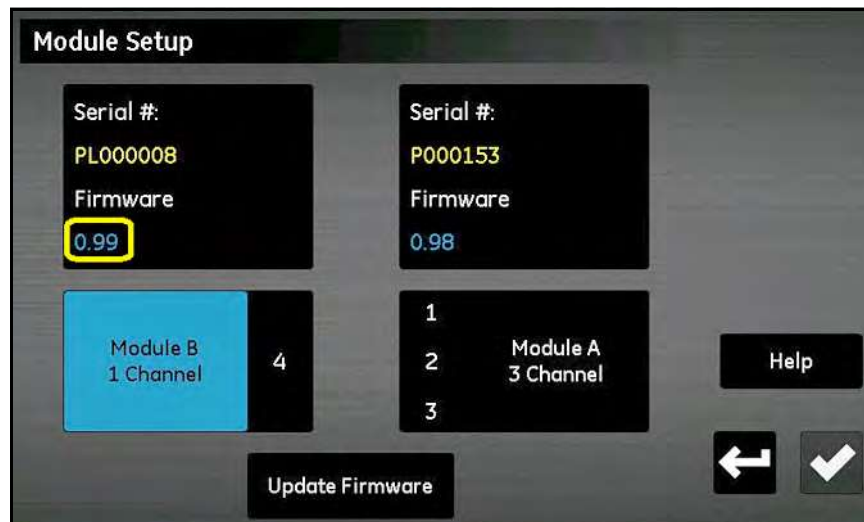 Module Setup
Serial #:
PL000008
Firmware
0.99
Serial #:
P000153
Firmware
0.98
Module B
1 Channel
4
1
2
3
Module A
3 Channel
Help
Update Firmware